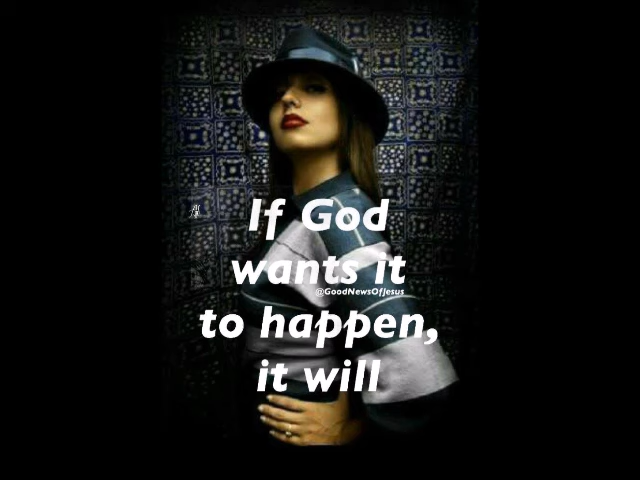 If God
wants it
@GoodNewsOfJesus
to happen,
it will